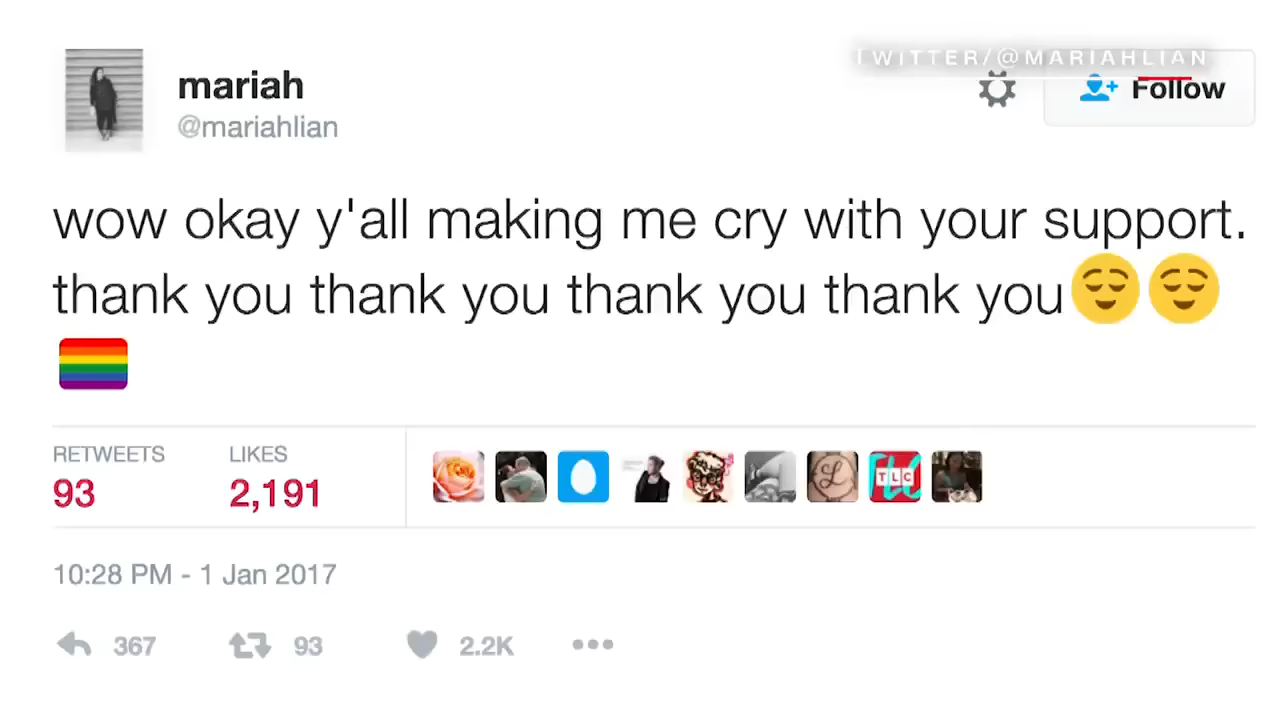 TWITTER/@MARIAHLIAN
mariah
@mariahlian
Follow
wow okay y'all making me cry with your support.
thank you thank you thank you thank you
RETWEETS
93
LIKES
2,191
L
TLC
10:28 PM - 1 Jan 2017
367
93
2.2K